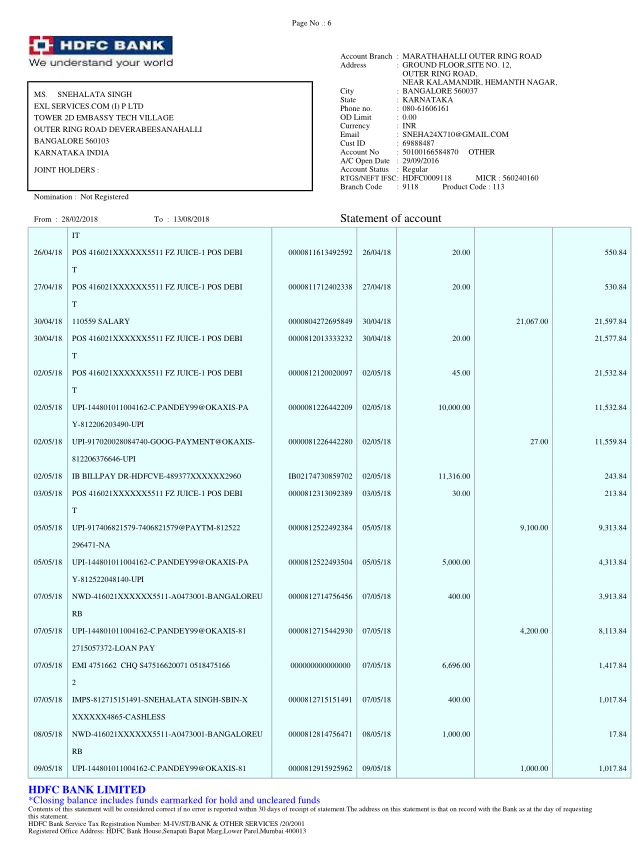 Page No .: 6
HDFC BANK
We understand your world
MS. SNEHALATA SINGH
EXL SERVICES.COM (I) P LTD
TOWER 2D EMBASSY TECH VILLAGE
OUTER RING ROAD DEVERABEESANAHALLI
BANGALORE 560103
KARNATAKA INDIA
JOINT HOLDERS :
Nomination : Not Registered
From : 28/02/2018 To : 13/08/2018
Account Branch : MARATHAHALLI OUTER RING ROAD
Address : GROUND FLOOR,SITE NO. 12,
OUTER RING ROAD,
NEAR KALAMANDIR, HEMANTH NAGAR,
City : BANGALORE 560037
State : KARNATAKA
Phone no. : 080-61606161
OD Limit : 0.00
Currency : INR
Email : SNEHA24X710@GMAIL.COM
Cust ID : 69888487
Account No : 50100166584870 OTHER
A/C Open Date : 29/09/2016
Account Status : Regular
RTGS/NEFT IFSC: HDFC0009118 MICR : 560240160
Branch Code : 9118 Product Code : 113
Statement of account
IT
26/04/18 POS 416021XXXXXX5511 FZ JUICE-1 POS DEBI 0000811613492592 26/04/18 20.00 550.84
T
27/04/18 POS 416021XXXXXX5511 FZ JUICE-1 POS DEBI 0000811712402338 27/04/18 20.00 530.84
T
30/04/18 110559 SALARY 0000804272695849 30/04/18 21,067.00 21,597.84
30/04/18 POS 416021XXXXXX5511 FZ JUICE-1 POS DEBI 0000812013333232 30/04/18 20.00 21,577.84
T
02/05/18 POS 416021XXXXXX5511 FZ JUICE-1 POS DEBI 0000812120020097 02/05/18 45.00 21,532.84
T
02/05/18 UPI-144801011004162-C.PANDEY99@OKAXIS-PA 0000812226442209 02/05/18 10,000.00 11,532.84
Y-812206203490-UPI
02/05/18 UPI-917020028084740-GOOG-PAYMENT@OKAXIS- 0000812226442280 02/05/18 27.00 11,559.84
812206376646-UPI
02/05/18 IB BILLPAY DR-HDFCVE-489377XXXXXX2960 IB02174730859702 02/05/18 11,316.00 243.84
03/05/18 POS 416021XXXXXX5511 FZ JUICE-1 POS DEBI 0000812313092389 03/05/18 30.00 213.84
T
05/05/18 UPI-917406821579-7406821579@PAYTM-812522 0000812522492384 05/05/18 9,100.00 9,313.84
296471-NA
05/05/18 UPI-144801011004162-C.PANDEY99@OKAXIS-PA 0000812522493504 05/05/18 5,000.00 4,313.84
Y-812522048140-UPI
07/05/18 NWD-416021XXXXXX5511-A0473001-BANGALOREU 0000812714756456 07/05/18 400.00 3,913.84
RB
07/05/18 UPI-144801011004162-C.PANDEY99@OKAXIS-81 0000812715442930 07/05/18 4,200.00 8,113.84
2715057372-LOAN PAY
07/05/18 EMI 4751662 CHQ S47516620071 0518475166 000000000000000 07/05/18 6,696.00 1,417.84
2
07/05/18 IMPS-812715151491-SNEHALATA SINGH-SBIN-X 0000812715151491 07/05/18 400.00 1,017.84
XXXXXX4865-CASHLESS
08/05/18 NWD-416021XXXXXX5511-A0473001-BANGALOREU 0000812814756471 08/05/18 1,000.00 17.84
RB
09/05/18 UPI-144801011004162-C.PANDEY99@OKAXIS-81 0000812915925962 09/05/18 1,000.00 1,017.84
HDFC BANK LIMITED
*Closing balance includes funds earmarked for hold and uncleared funds
Contents of this statement will be considered correct if no error is reported within 30 days of receipt of statement.The address on this statement is that on record with the Bank as at the day of requesting
this statement.
HDFC Bank Service Tax Registration Number: M-IV/ST/BANK & OTHER SERVICES /20/2001
Registered Office Address: HDFC Bank House,Senapati Bapat Marg,Lower Parel,Mumbai 400013